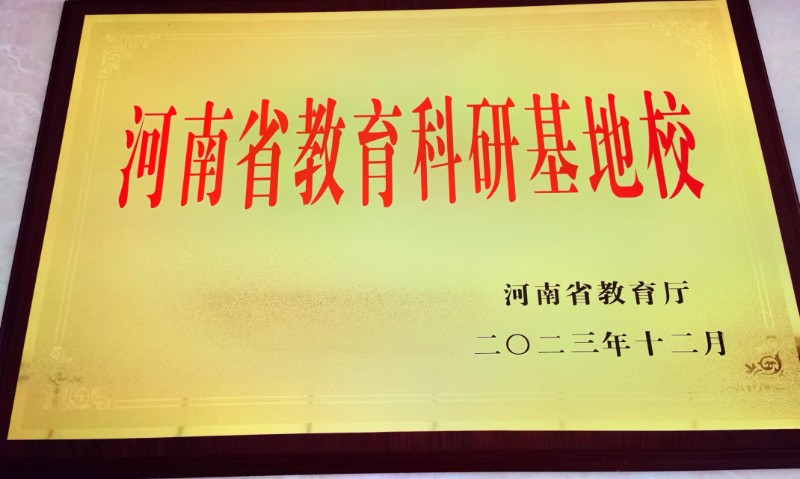 河南省教育科研基地校
河南省教育厅
二〇二三年十二月